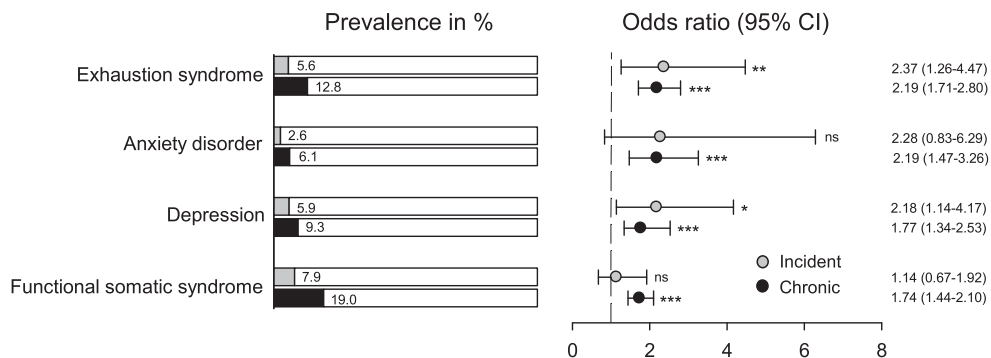 Prevalence in %
Odds ratio (95% CI)
Exhaustion syndrome
5.6
12.8
**
***
2.37 (1.26-4.47)
2.19 (1.71-2.80)
Anxiety disorder
2.6
6.1
ns
***
2.28 (0.83-6.29)
2.19 (1.47-3.26)
Depression
5.9
9.3
*
***
2.18 (1.14-4.17)
1.77 (1.34-2.53)
Functional somatic syndrome
7.9
19.0
ns
***
Incident
Chronic
1.14 (0.67-1.92)
1.74 (1.44-2.10)
0 2 4 6 8